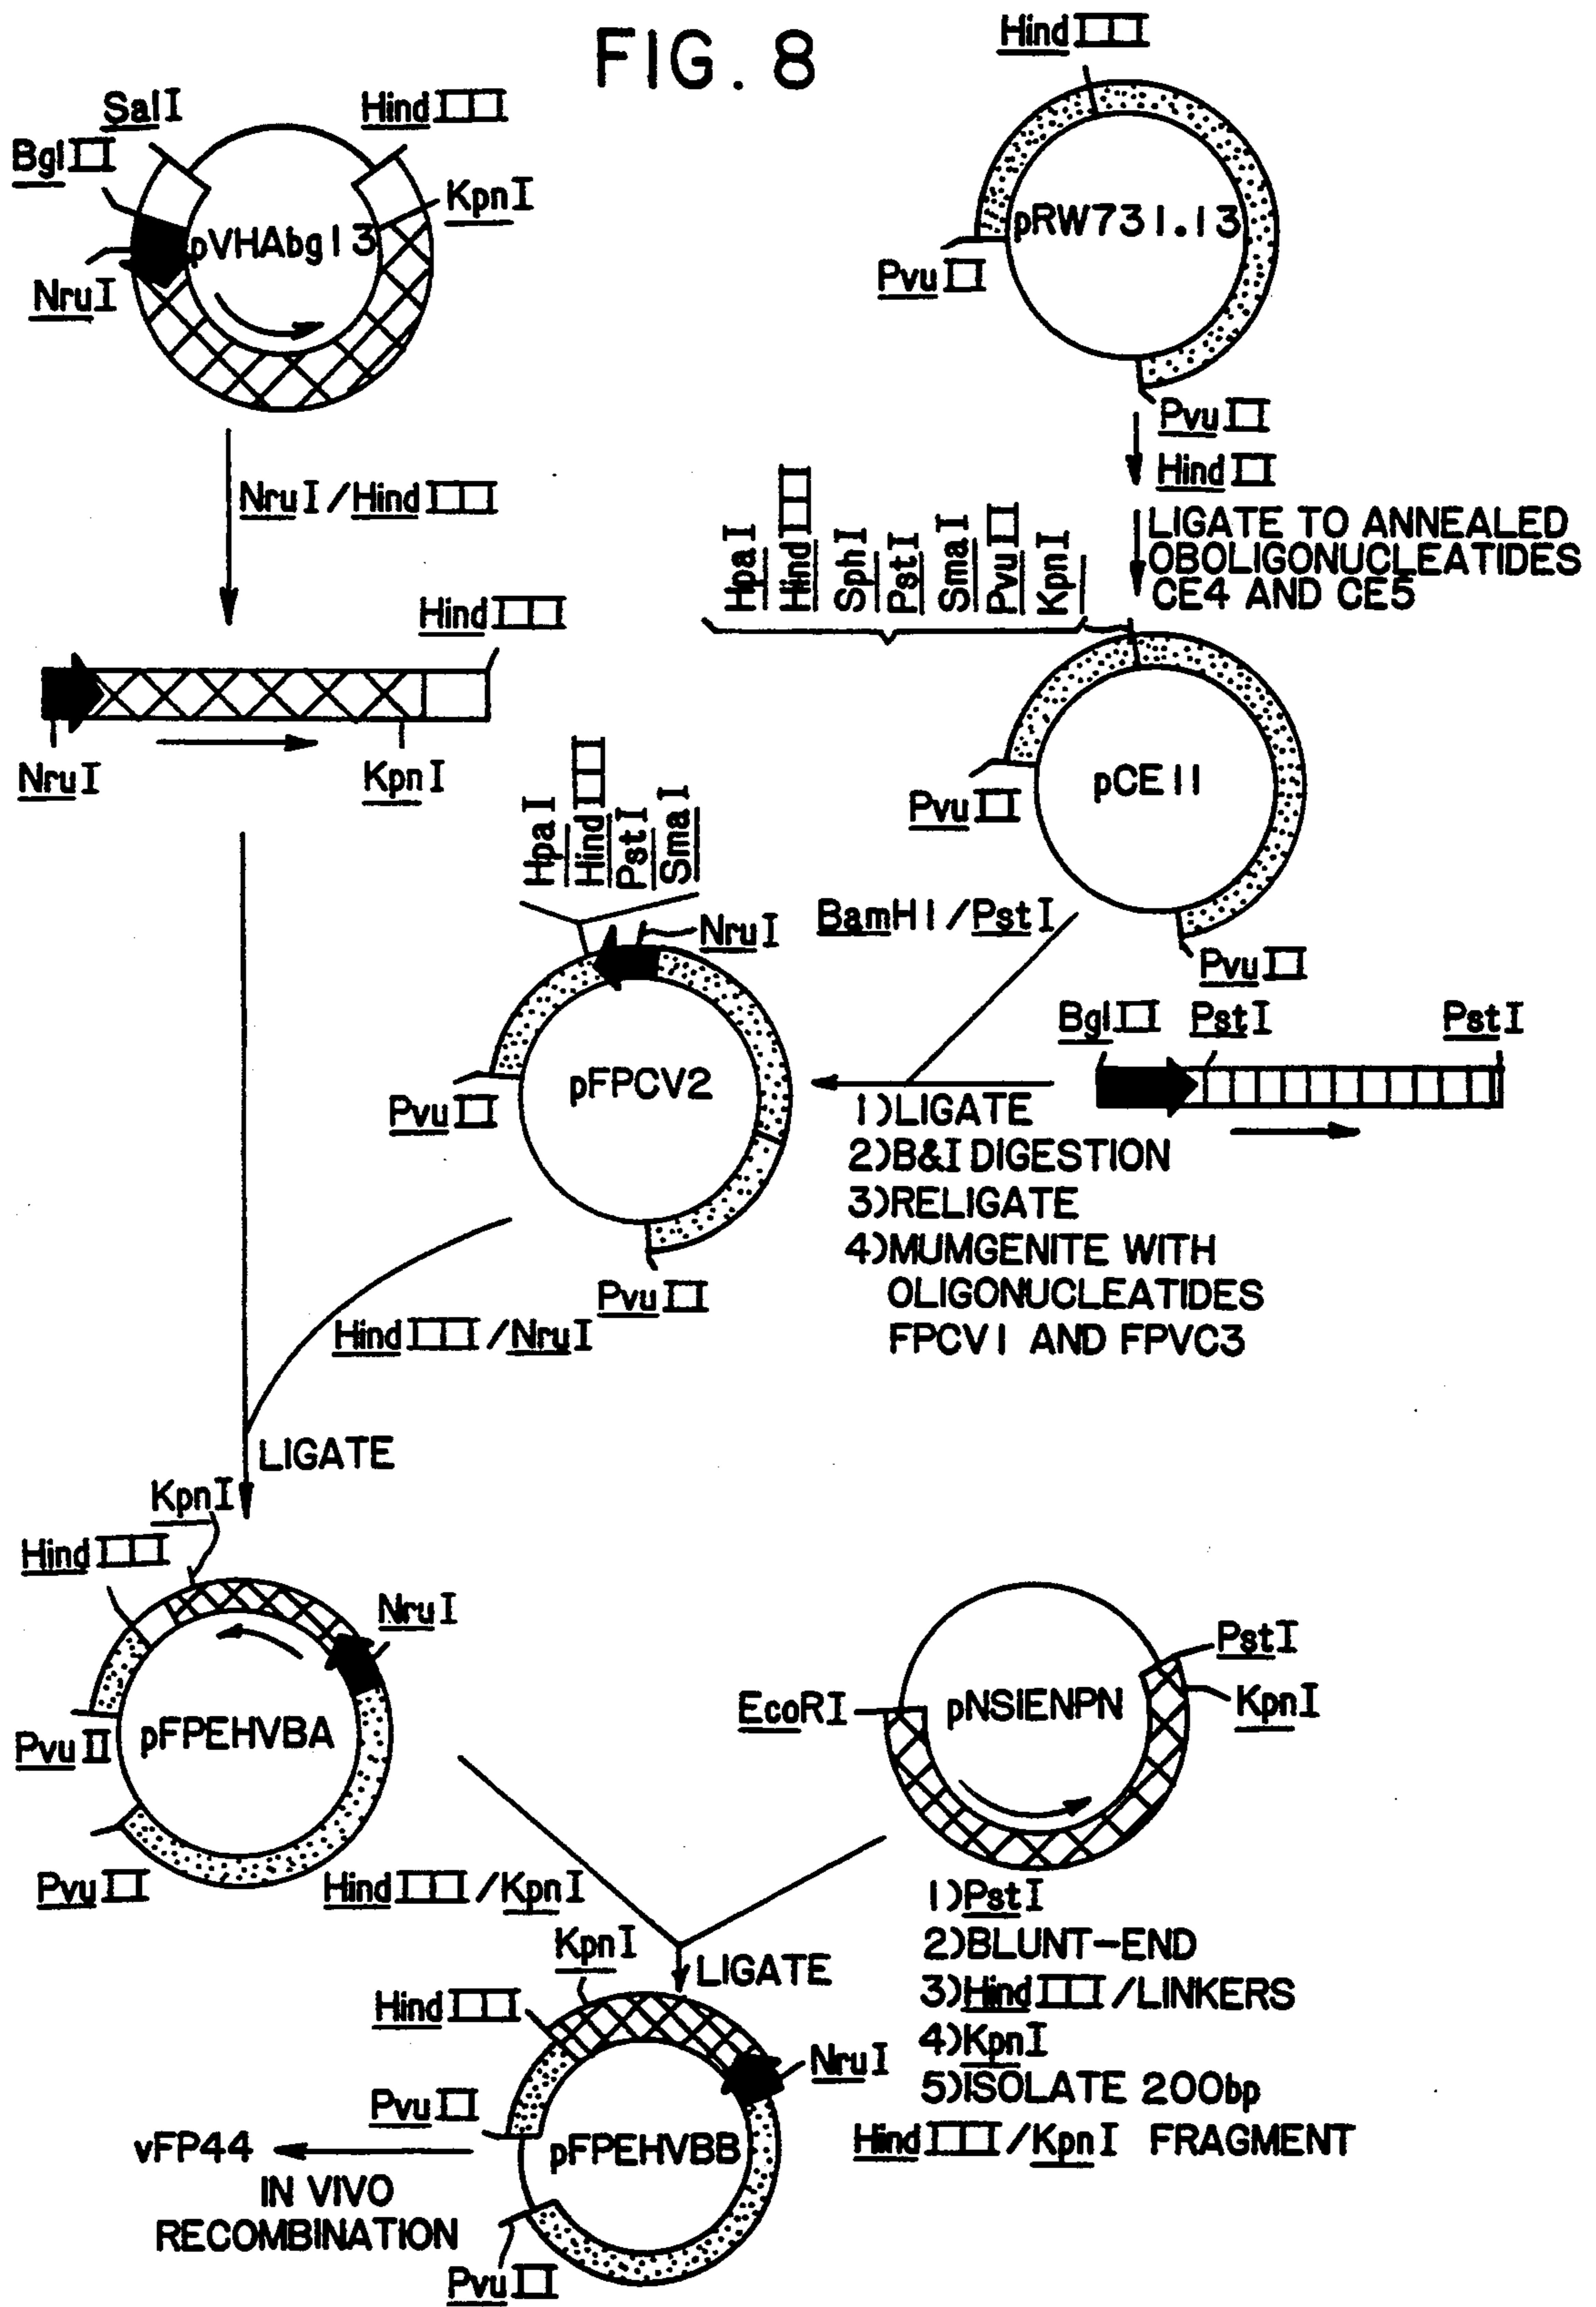 FIG. 8
HindIII
SalI
HindIII
BglII
KpnI
pVHAbg13
NruI
pRW731.13
PvuII
PvuII
HindII
NruI/HindIII
LIGATE TO ANNEALED
OBOLIGONUCLEATIDES
CE4 AND CE5
HpaI
HindIII
SphI
PstI
SmaI
PvuII
KpnI
HindIII
NruI
KpnI
pCE11
PvuII
PvuII
HpaI
HindIII
PstI
SmaI
NruI
BamHI/PstI
BglII
PstI
PstI
pFPCV2
PvuII
PvuII
1)LIGATE
2)B&I DIGESTION
3)RELIGATE
4)MUMGENITE WITH
OLIGONUCLEATIDES
FPCV1 AND FPVC3
HindIII/NruI
LIGATE
KpnI
HindIII
NruI
pFPEHVBA
PvuII
PvuII
HindIII/KpnI
PstI
KpnI
EcoRI
pNSIENPN
1)PstI
2)BLUNT-END
3)HindIII/LINKERS
4)KpnI
5)ISOLATE 200bp
HindIII/KpnI FRAGMENT
LIGATE
KpnI
HindIII
NruI
PvuII
pFPEHVBB
PvuII
vFP44
IN VIVO
RECOMBINATION